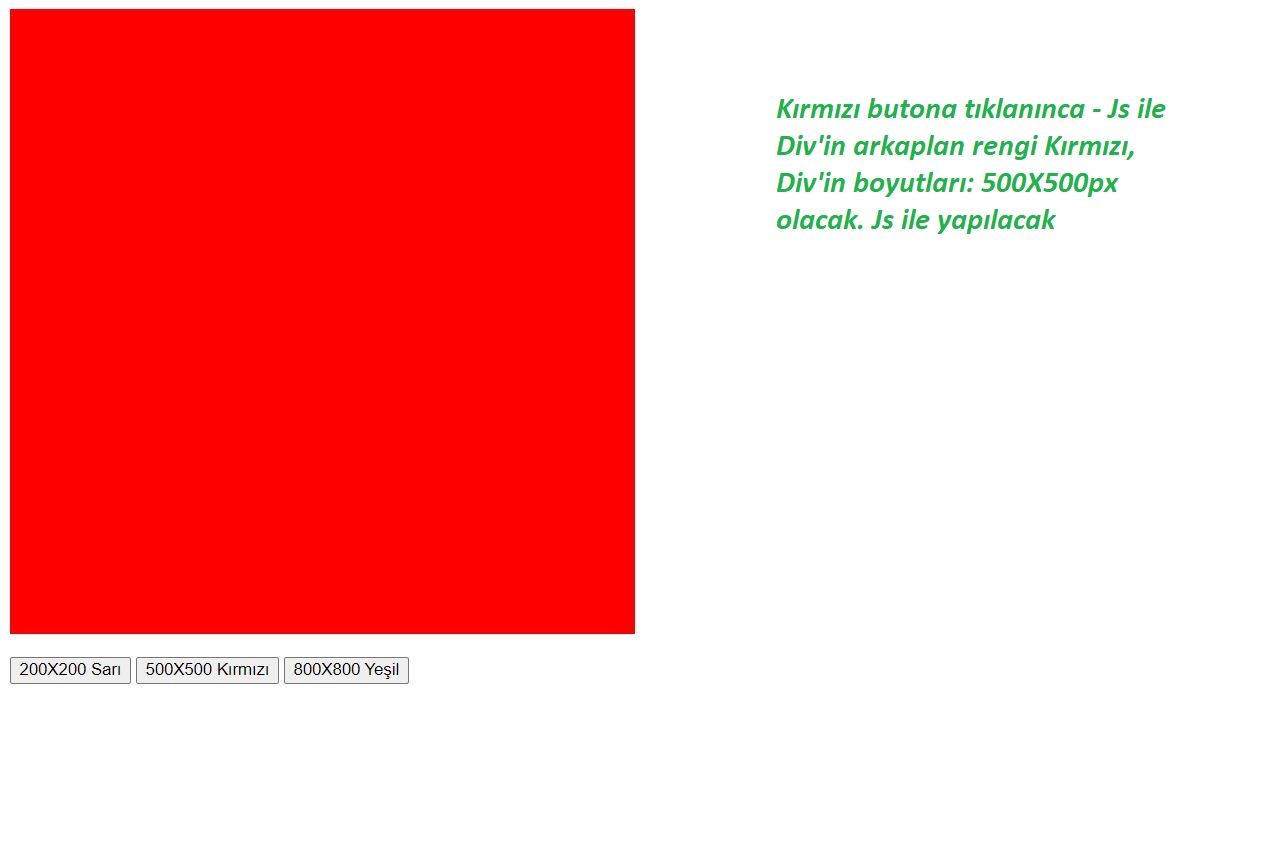 Kırmızı butona tıklanınca - Js ile
Div'in arkaplan rengi Kırmızı,
Div'in boyutları: 500X500px
olacak. Js ile yapılacak
200X200 Sarı 500X500 Kırmızı 800X800 Yeşil